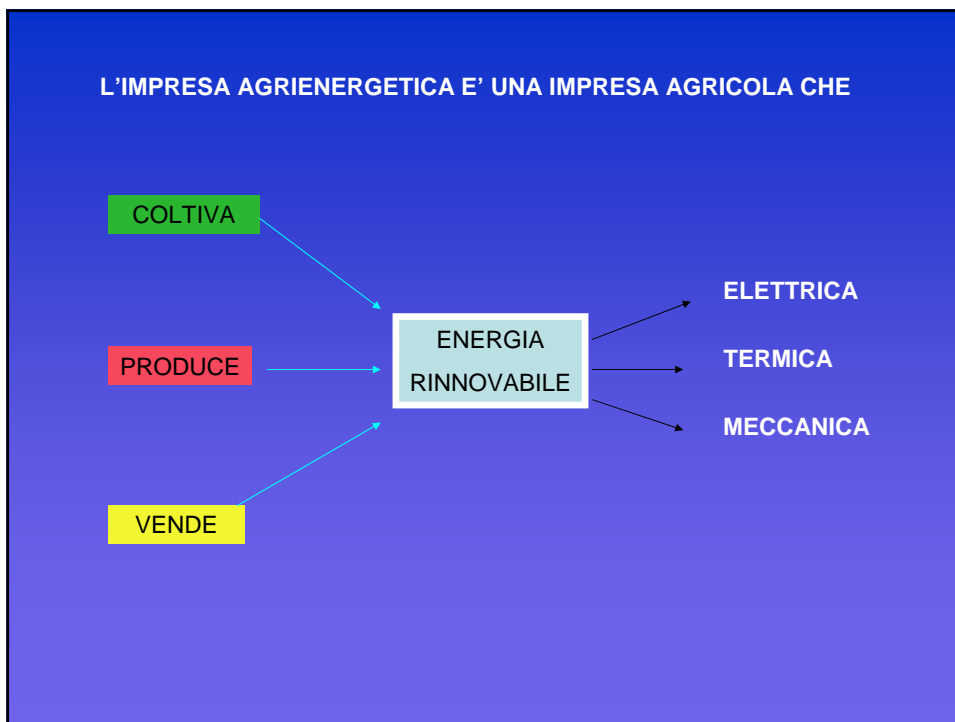 L’IMPRESA AGRIENERGETICA E’ UNA IMPRESA AGRICOLA CHE
COLTIVA
PRODUCE
VENDE
ENERGIA
RINNOVABILE
ELETTRICA
TERMICA
MECCANICA